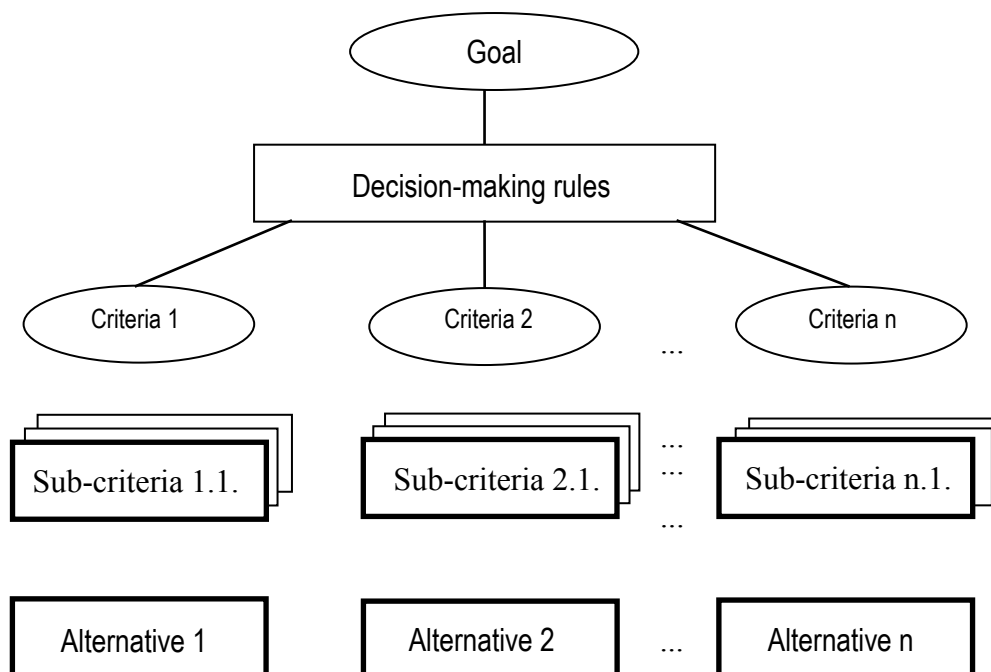 Goal
Decision-making rules
Criteria 1 Criteria 2 ... Criteria n
...
Sub-criteria 1.1. Sub-criteria 2.1. ... Sub-criteria n.1.
...
Alternative 1 Alternative 2 ... Alternative n